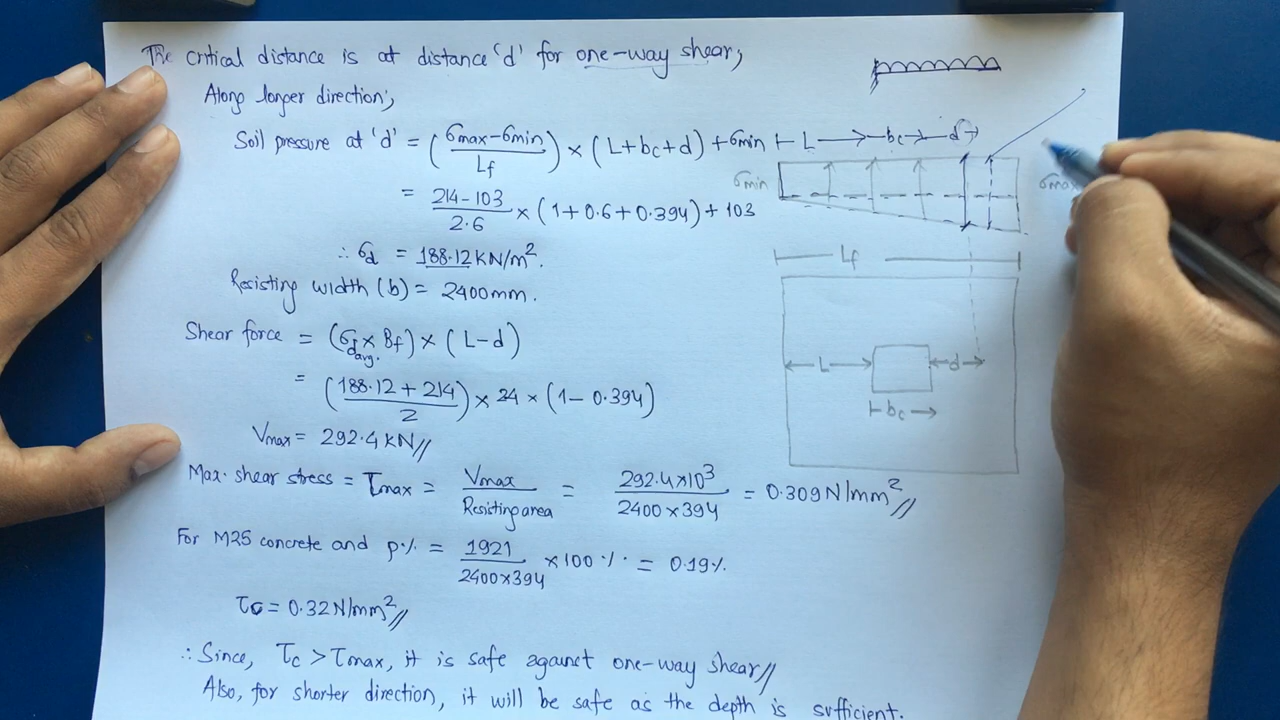 The critical distance is at distance 'd' for one-way shear,
Along longer direction;
Soil pressure at 'd' = (σmax-σmin / Lf) × (L+bc+d) + σmin
= 214-103 / 2.6 × (1+0.6+0.394) + 103
∴ σd = 188.12 KN/m².
Resisting width (b) = 2400mm.
Shear force = (σdavg. × Bf) × (L-d)
= (188.12 + 214 / 2) × 2.4 × (1- 0.394)
Vmax = 292.4 KN//
Max. shear stress = τmax = Vmax / Resisting area = 292.4×10³ / 2400×394 = 0.309 N/mm²//
For M25 concrete and p% = 1921 / 2400×394 ×100 % = 0.19%
τc = 0.32 N/mm²//
∴ Since, τc > τmax, it is safe against one-way shear//
Also, for shorter direction, it will be safe as the depth is sufficient.
L bc d
σmin σmax
Lf
L d
bc